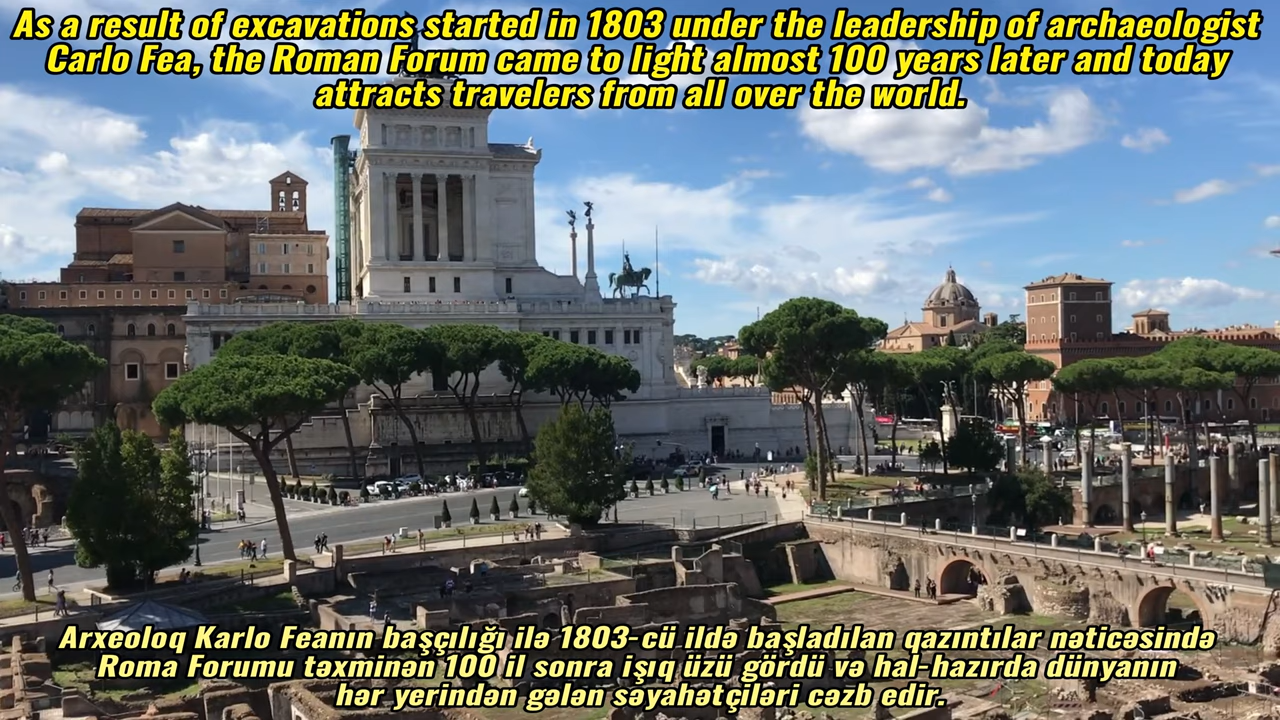 As a result of excavations started in 1803 under the leadership of archaeologist
Carlo Fea, the Roman Forum came to light almost 100 years later and today
attracts travelers from all over the world.
Arxeoloq Karlo Feanın başçılığı ilə 1803-cü ildə başladılan qazıntılar nəticəsində
Roma Forumu təxminən 100 il sonra işıq üzü gördü və hal-hazırda dünyanın
hər yerindən gələn səyahətçiləri cəzb edir.